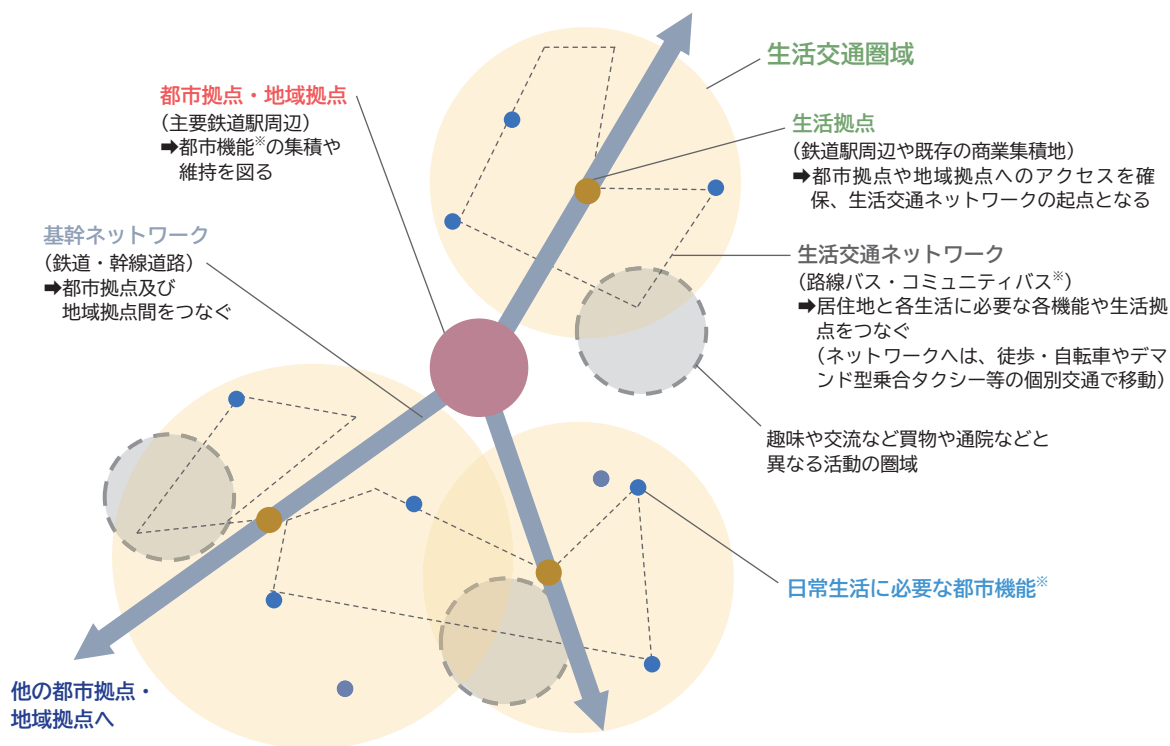 都市拠点・地域拠点
(主要鉄道駅周辺)
➡都市機能※の集積や
維持を図る
基幹ネットワーク
(鉄道・幹線道路)
➡都市拠点及び
地域拠点間をつなぐ
生活交通圏域
生活拠点
(鉄道駅周辺や既存の商業集積地)
➡都市拠点や地域拠点へのアクセスを確
保、生活交通ネットワークの起点となる
生活交通ネットワーク
(路線バス・コミュニティバス※)
➡居住地と各生活に必要な各機能や生活拠
点をつなぐ
(ネットワークへは、徒歩・自転車やデマ
ンド型乗合タクシー等の個別交通で移動)
趣味や交流など買物や通院などと
異なる活動の圏域
日常生活に必要な都市機能※
他の都市拠点・
地域拠点へ